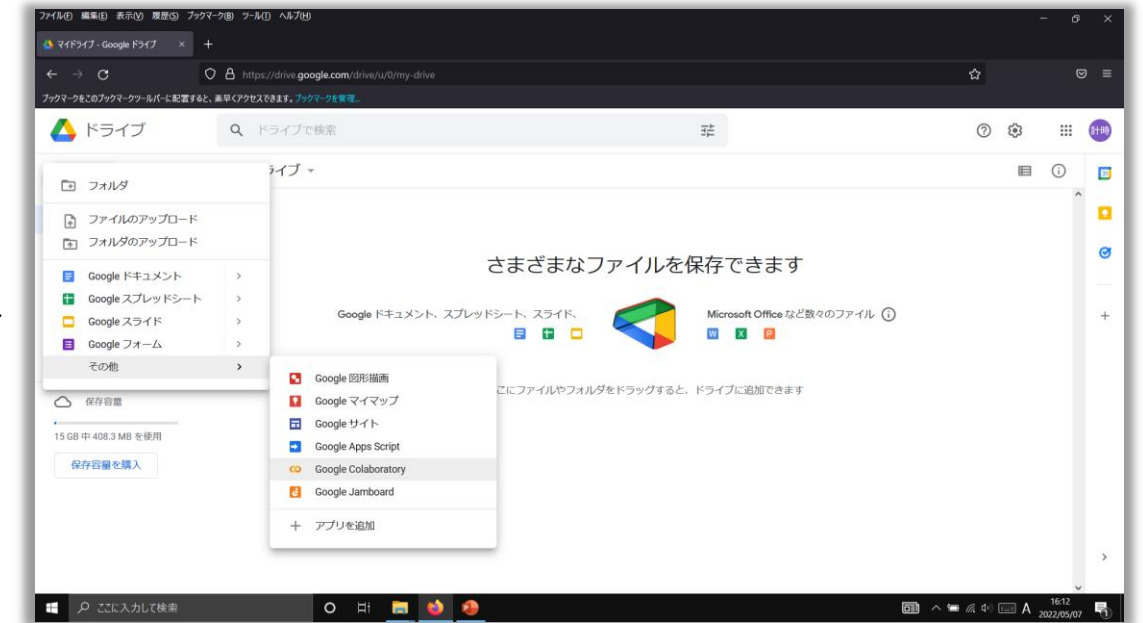 ファイル(F) 編集(E) 表示(V) 履歴(S) ブックマーク(B) ツール(T) ヘルプ(H)
マイドライブ - Google ドライブ
https://drive.google.com/drive/u/0/my-drive
ブックマークをこのブックマークツールバーに配置すると、素早くアクセスできます。ブックマークを管理...
ドライブ
ドライブで検索
計時
ライブ
フォルダ
ファイルのアップロード
フォルダのアップロード
Google ドキュメント
Google スプレッドシート
Google スライド
Google フォーム
その他
さまざまなファイルを保存できます
Google ドキュメント、スプレッドシート、スライド、
Microsoft Office など数々のファイル
W X P
こにファイルやフォルダをドラッグすると、ドライブに追加できます
Google 図形描画
Google マイマップ
Google サイト
Google Apps Script
Google Colaboratory
Google Jamboard
アプリを追加
保存容量
15 GB 中 408.3 MB を使用
保存容量を購入
ここに入力して検索
A
16:12
2022/05/07